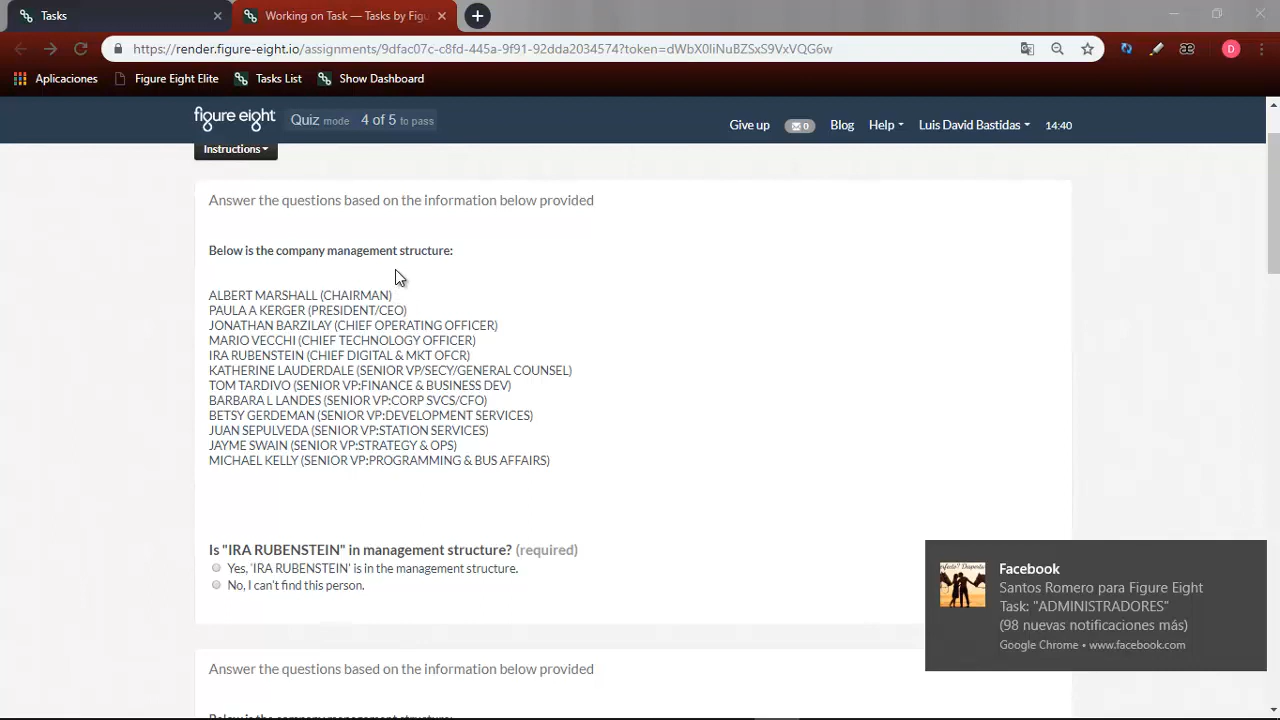 Tasks
Working on Task — Tasks by Figu
https://render.figure-eight.io/assignments/9dfac07c-c8fd-445a-9f91-92dda2034574?token=dWbX0IiNuBZSxS9VxVQG6w
D
Aplicaciones
Figure Eight Elite
Tasks List
Show Dashboard
figure eight
Quiz mode 4 of 5 to pass
Give up
0
Blog
Help
Luis David Bastidas
14:40
Instructions
Answer the questions based on the information below provided
Below is the company management structure:
ALBERT MARSHALL (CHAIRMAN)
PAULA A KERGER (PRESIDENT/CEO)
JONATHAN BARZILAY (CHIEF OPERATING OFFICER)
MARIO VECCHI (CHIEF TECHNOLOGY OFFICER)
IRA RUBENSTEIN (CHIEF DIGITAL & MKT OFCR)
KATHERINE LAUDERDALE (SENIOR VP/SECY/GENERAL COUNSEL)
TOM TARDIVO (SENIOR VP:FINANCE & BUSINESS DEV)
BARBARA L LANDES (SENIOR VP:CORP SVCS/CFO)
BETSY GERDEMAN (SENIOR VP:DEVELOPMENT SERVICES)
JUAN SEPULVEDA (SENIOR VP:STATION SERVICES)
JAYME SWAIN (SENIOR VP:STRATEGY & OPS)
MICHAEL KELLY (SENIOR VP:PROGRAMMING & BUS AFFAIRS)
Is "IRA RUBENSTEIN" in management structure? (required)
Yes, 'IRA RUBENSTEIN' is in the management structure.
No, I can't find this person.
Facebook
Santos Romero para Figure Eight
Task: "ADMINISTRADORES"
(98 nuevas notificaciones más)
Google Chrome • www.facebook.com
Answer the questions based on the information below provided
Below is the company management structure: